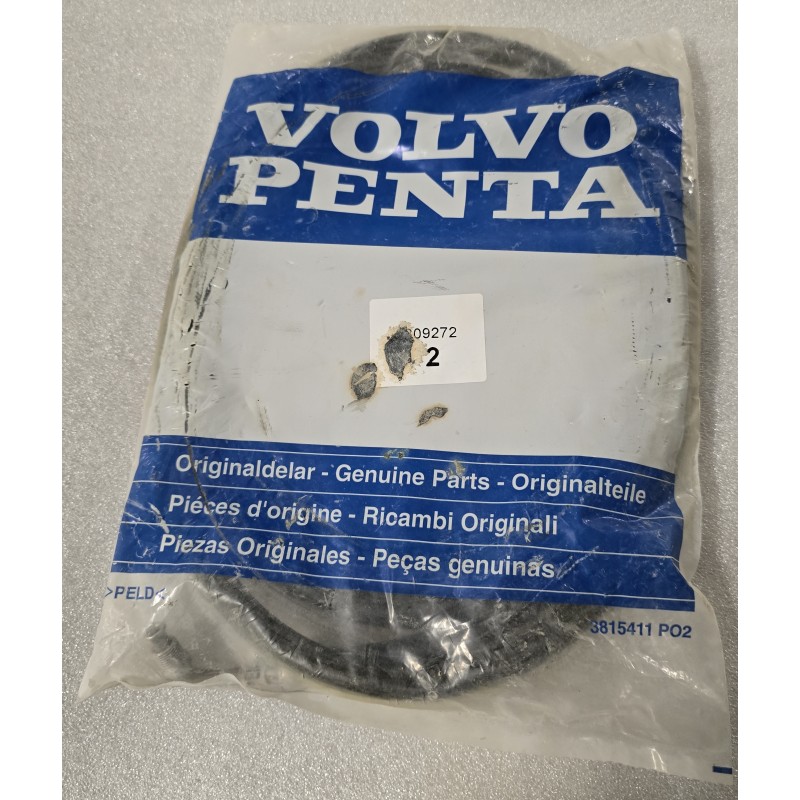 VOLVO
PENTA
09272
2
Originaldelar - Genuine Parts - Originalteile
Pièces d'origine - Ricambi Originali
Piezas Originales - Peças genuinas
>PELD<
3815411 PO2